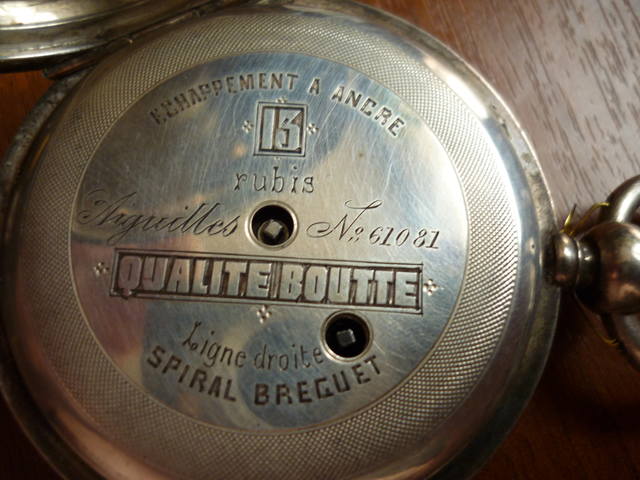 ECHAPPEMENT A ANCRE
15
rubis
Aiguilles No 61081
QUALITE BOUTTE
Ligne droite
SPIRAL BREGUET